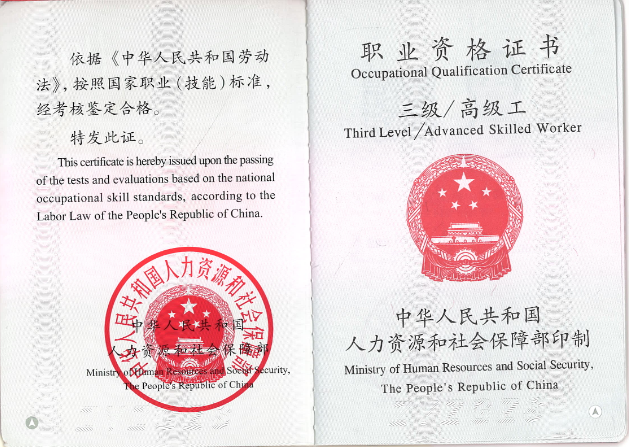 依据《中华人民共和国劳动
法》，按照国家职业（技能）标准，
经考核鉴定合格。
特发此证。
This certificate is hereby issued upon the passing
of the tests and evaluations based on the national
occupational skill standards, according to the
Labor Law of the People's Republic of China.
中华人民共和国人力资源和社会保障部
中华人民共和国
人力资源和社会保障部
Ministry of Human Resources and Social Security,
The People's Republic of China
职业资格证书
Occupational Qualification Certificate
三级/高级工
Third Level/Advanced Skilled Worker
中华人民共和国
人力资源和社会保障部印制
Ministry of Human Resources and Social Security,
The People's Republic of China